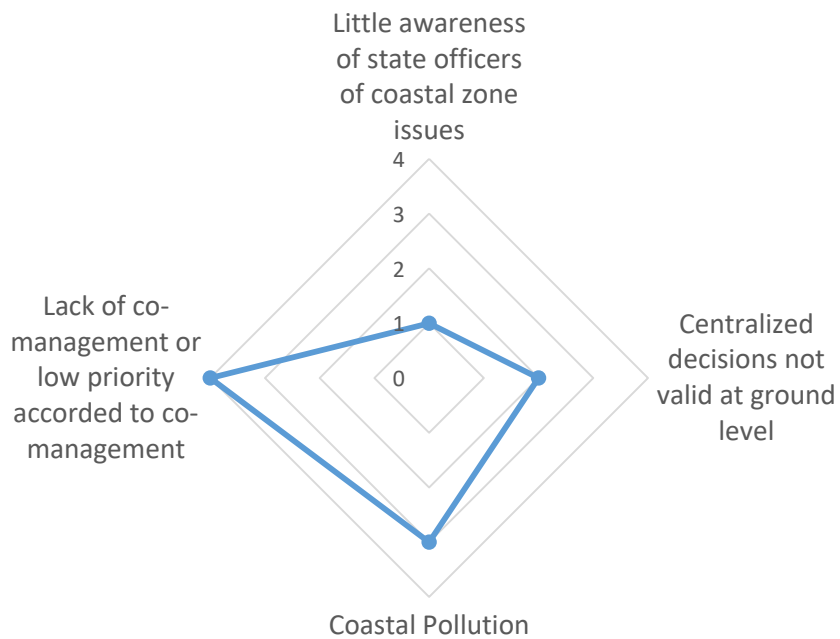 Little awareness
of state officers
of coastal zone
issues
4
3
2
1
0
Lack of co-
management or
low priority
accorded to co-
management
Centralized
decisions not
valid at ground
level
Coastal Pollution